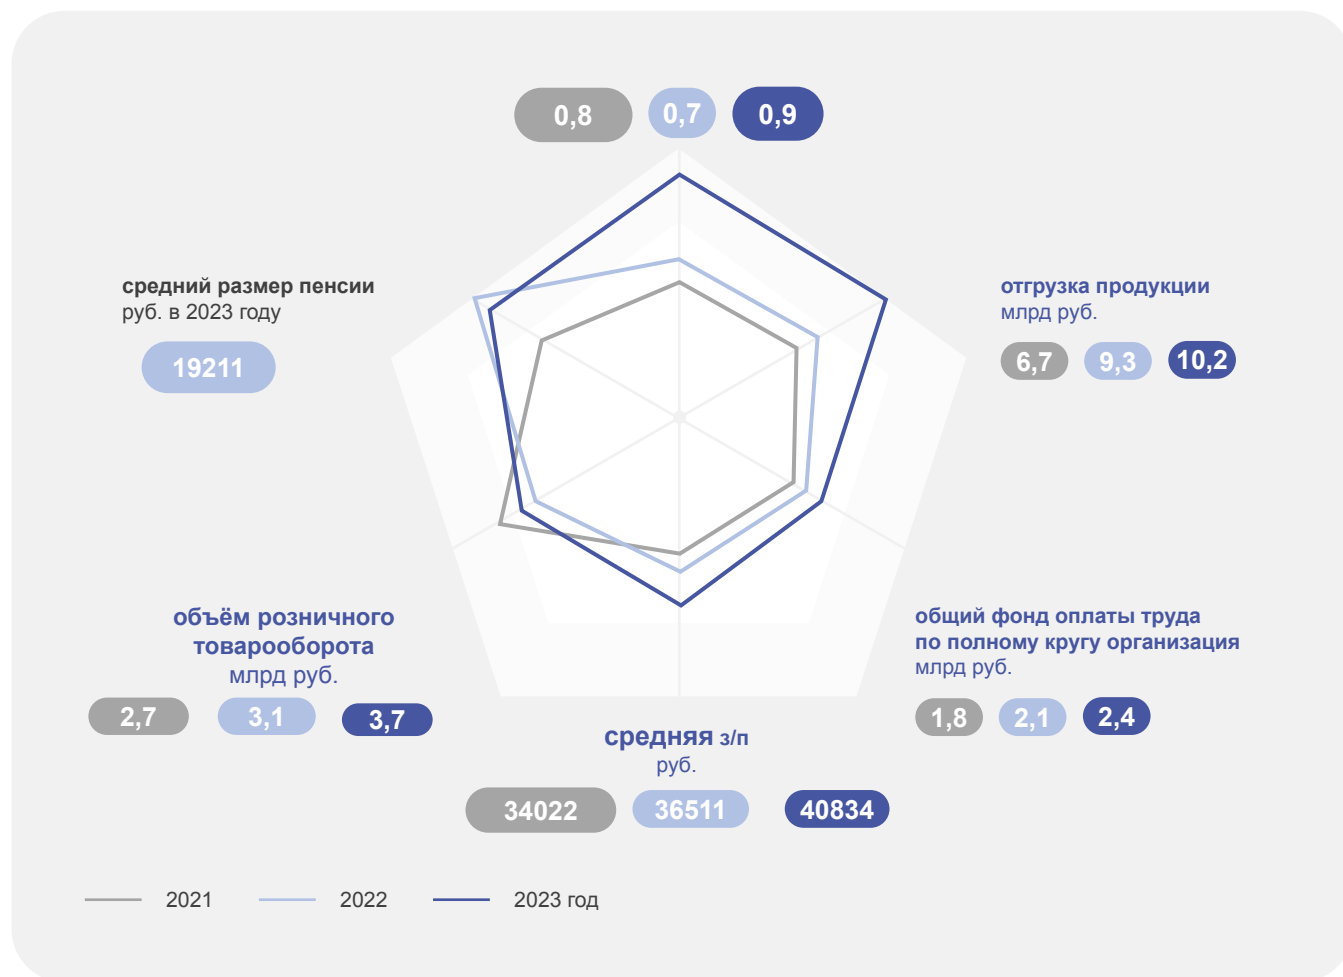 0,8 0,7 0,9
средний размер пенсии
руб. в 2023 году
19211
отгрузка продукции
млрд руб.
6,7 9,3 10,2
объём розничного
товарооборота
млрд руб.
2,7 3,1 3,7
общий фонд оплаты труда
по полному кругу организация
млрд руб.
1,8 2,1 2,4
средняя з/п
руб.
34022 36511 40834
2021 2022 2023 год